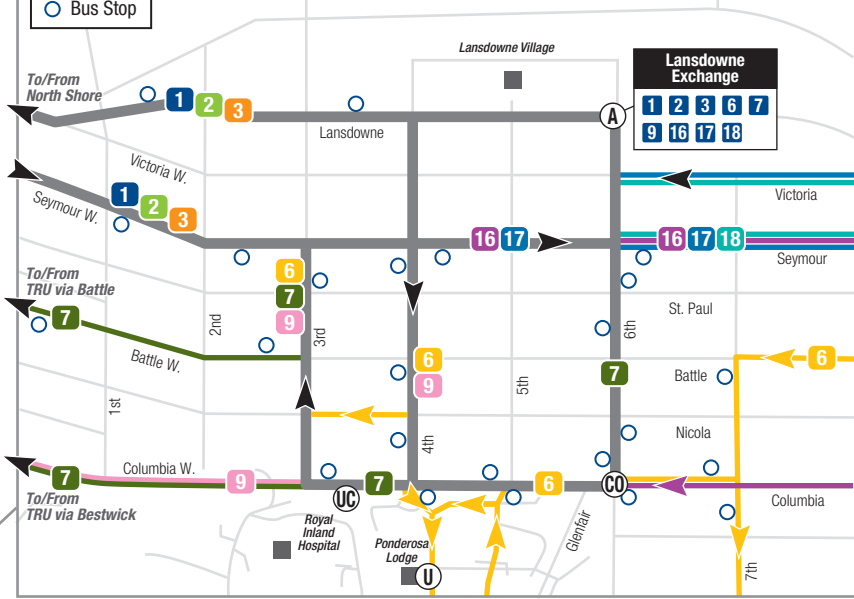 Bus Stop
Lansdowne Village
To/From
North Shore
1 2 3
Lansdowne
A
Lansdowne
Exchange
1 2 3 6 7
9 16 17 18
Victoria W.
Victoria
1 2 3
Seymour W.
16 17
16 17 18
Seymour
To/From
TRU via Battle
7
6
7
9
2nd
3rd
6th
St. Paul
Battle W.
6
9
7
5th
Battle
6
1st
4th
Nicola
Columbia W.
7
9
7
6
CO
UC
Columbia
To/From
TRU via Bestwick
Royal
Inland
Hospital
Ponderosa
Lodge
U
Glenfair
7th